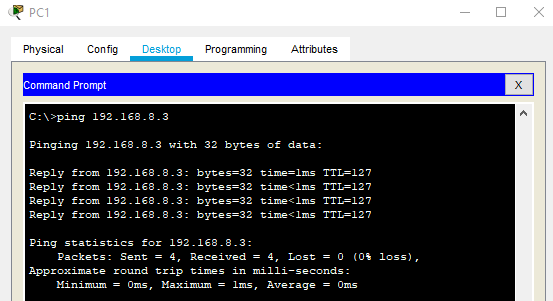 PC1
Physical Config Desktop Programming Attributes
Command Prompt X
C:\>ping 192.168.8.3
Pinging 192.168.8.3 with 32 bytes of data:
Reply from 192.168.8.3: bytes=32 time=1ms TTL=127
Reply from 192.168.8.3: bytes=32 time<1ms TTL=127
Reply from 192.168.8.3: bytes=32 time<1ms TTL=127
Reply from 192.168.8.3: bytes=32 time<1ms TTL=127
Ping statistics for 192.168.8.3:
Packets: Sent = 4, Received = 4, Lost = 0 (0% loss),
Approximate round trip times in milli-seconds:
Minimum = 0ms, Maximum = 1ms, Average = 0ms